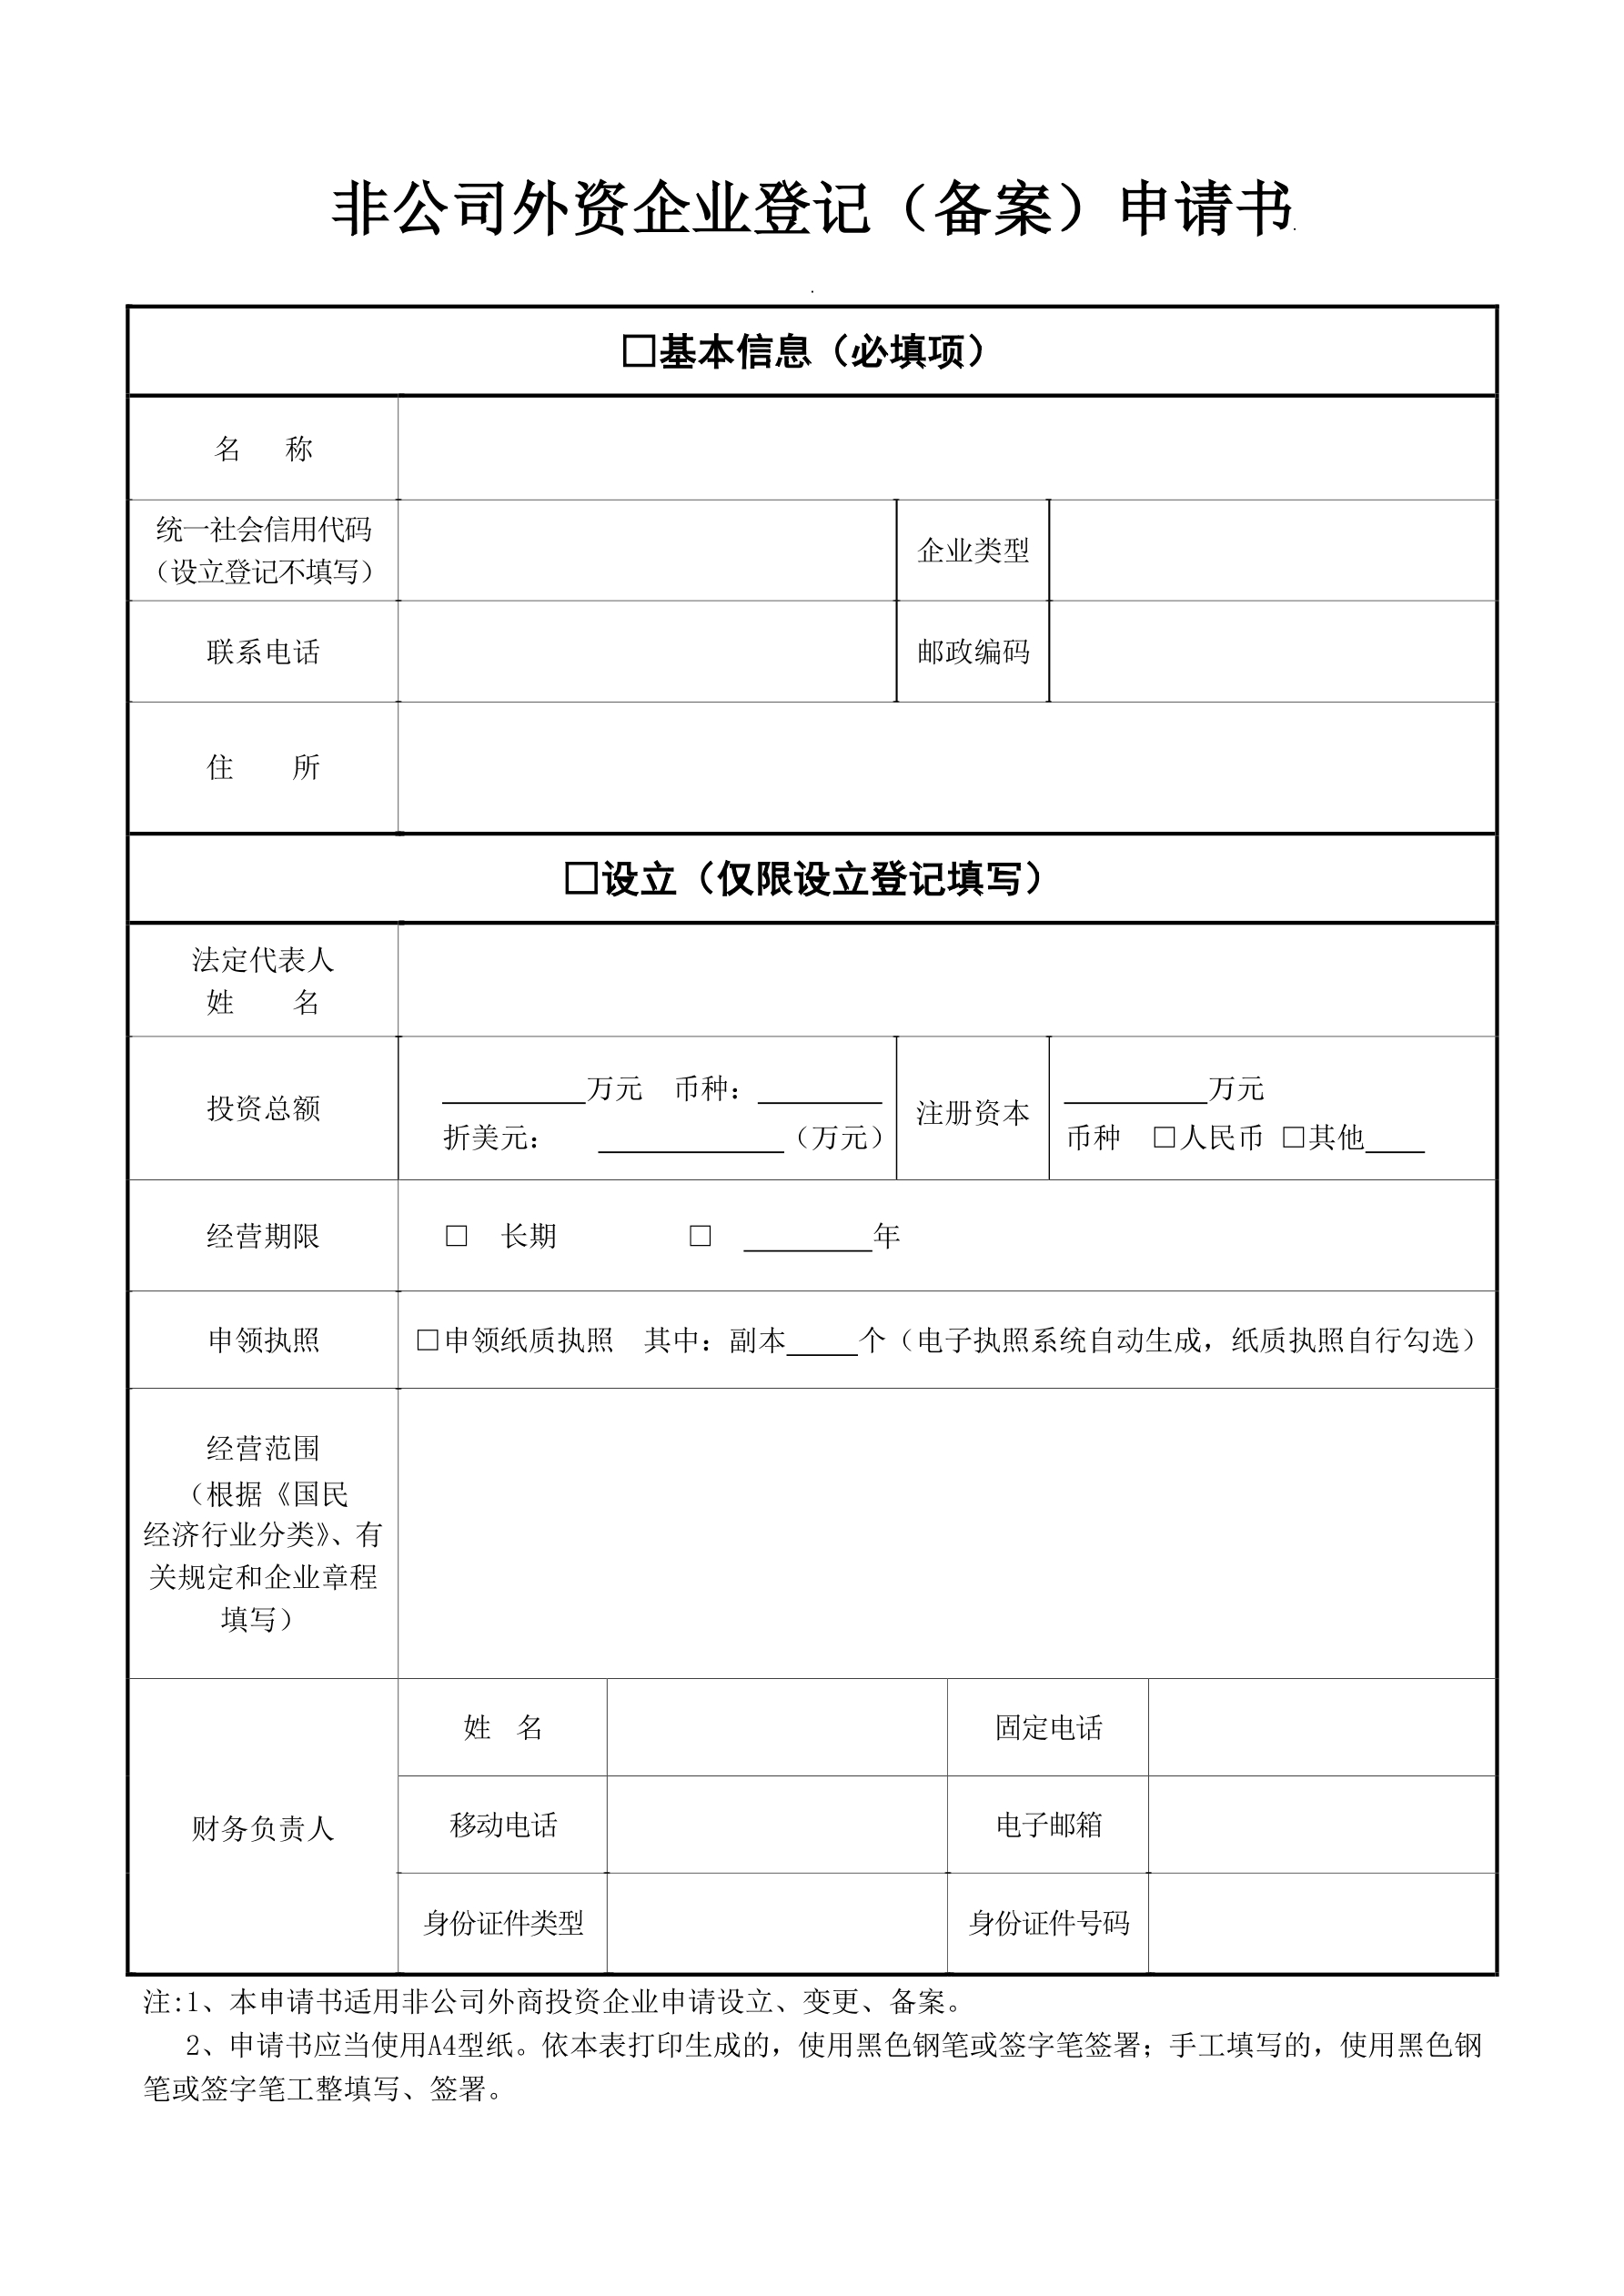 非公司外资企业登记（备案）申请书
□基本信息（必填项）
名 称
统一社会信用代码
（设立登记不填写）
企业类型
联系电话
邮政编码
住 所
□设立（仅限设立登记填写）
法定代表人
姓 名
投资总额
__________万元 币种：_________
折美元： _____________（万元）
注册资本
__________万元
币种 □人民币 □其他____
经营期限
□ 长期 □ _________年
申领执照
□申领纸质执照 其中：副本_____个（电子执照系统自动生成，纸质执照自行勾选）
经营范围
（根据《国民
经济行业分类》、有
关规定和企业章程
填写）
财务负责人
姓 名
固定电话
移动电话
电子邮箱
身份证件类型
身份证件号码
注:1、本申请书适用非公司外商投资企业申请设立、变更、备案。
2、申请书应当使用A4型纸。依本表打印生成的，使用黑色钢笔或签字笔签署；手工填写的，使用黑色钢
笔或签字笔工整填写、签署。